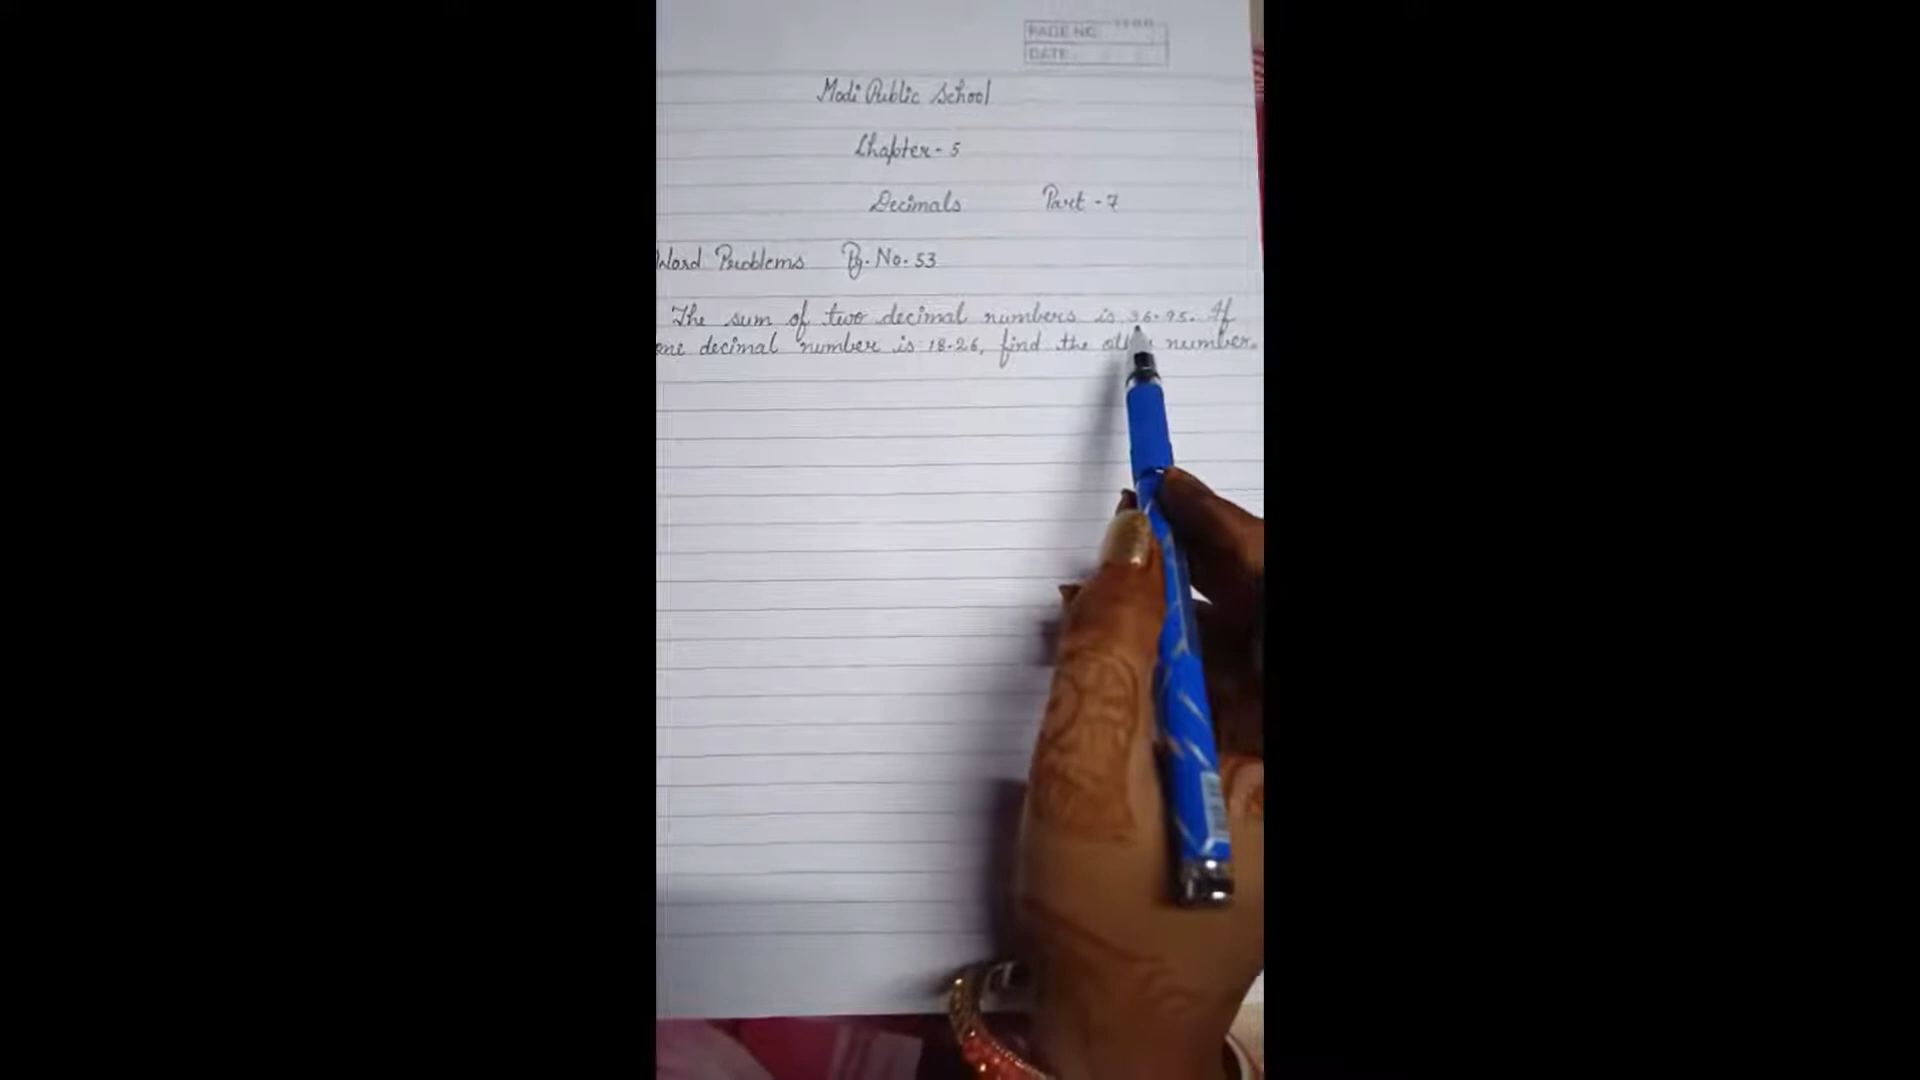 PAGE NO.
DATE
Modi Public School
Chapter - 5
Decimals Part - 7
Word Problems Pg. No. 53
The sum of two decimal numbers is 36.95. If
one decimal number is 18.26, find the other number.